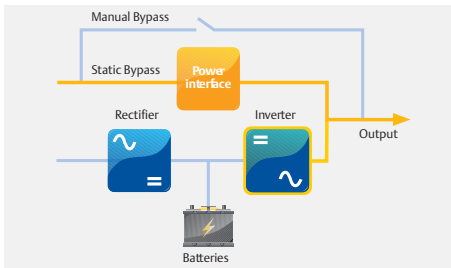 Manual Bypass
Static Bypass
Power
interface
Rectifier
Inverter
Output
Batteries